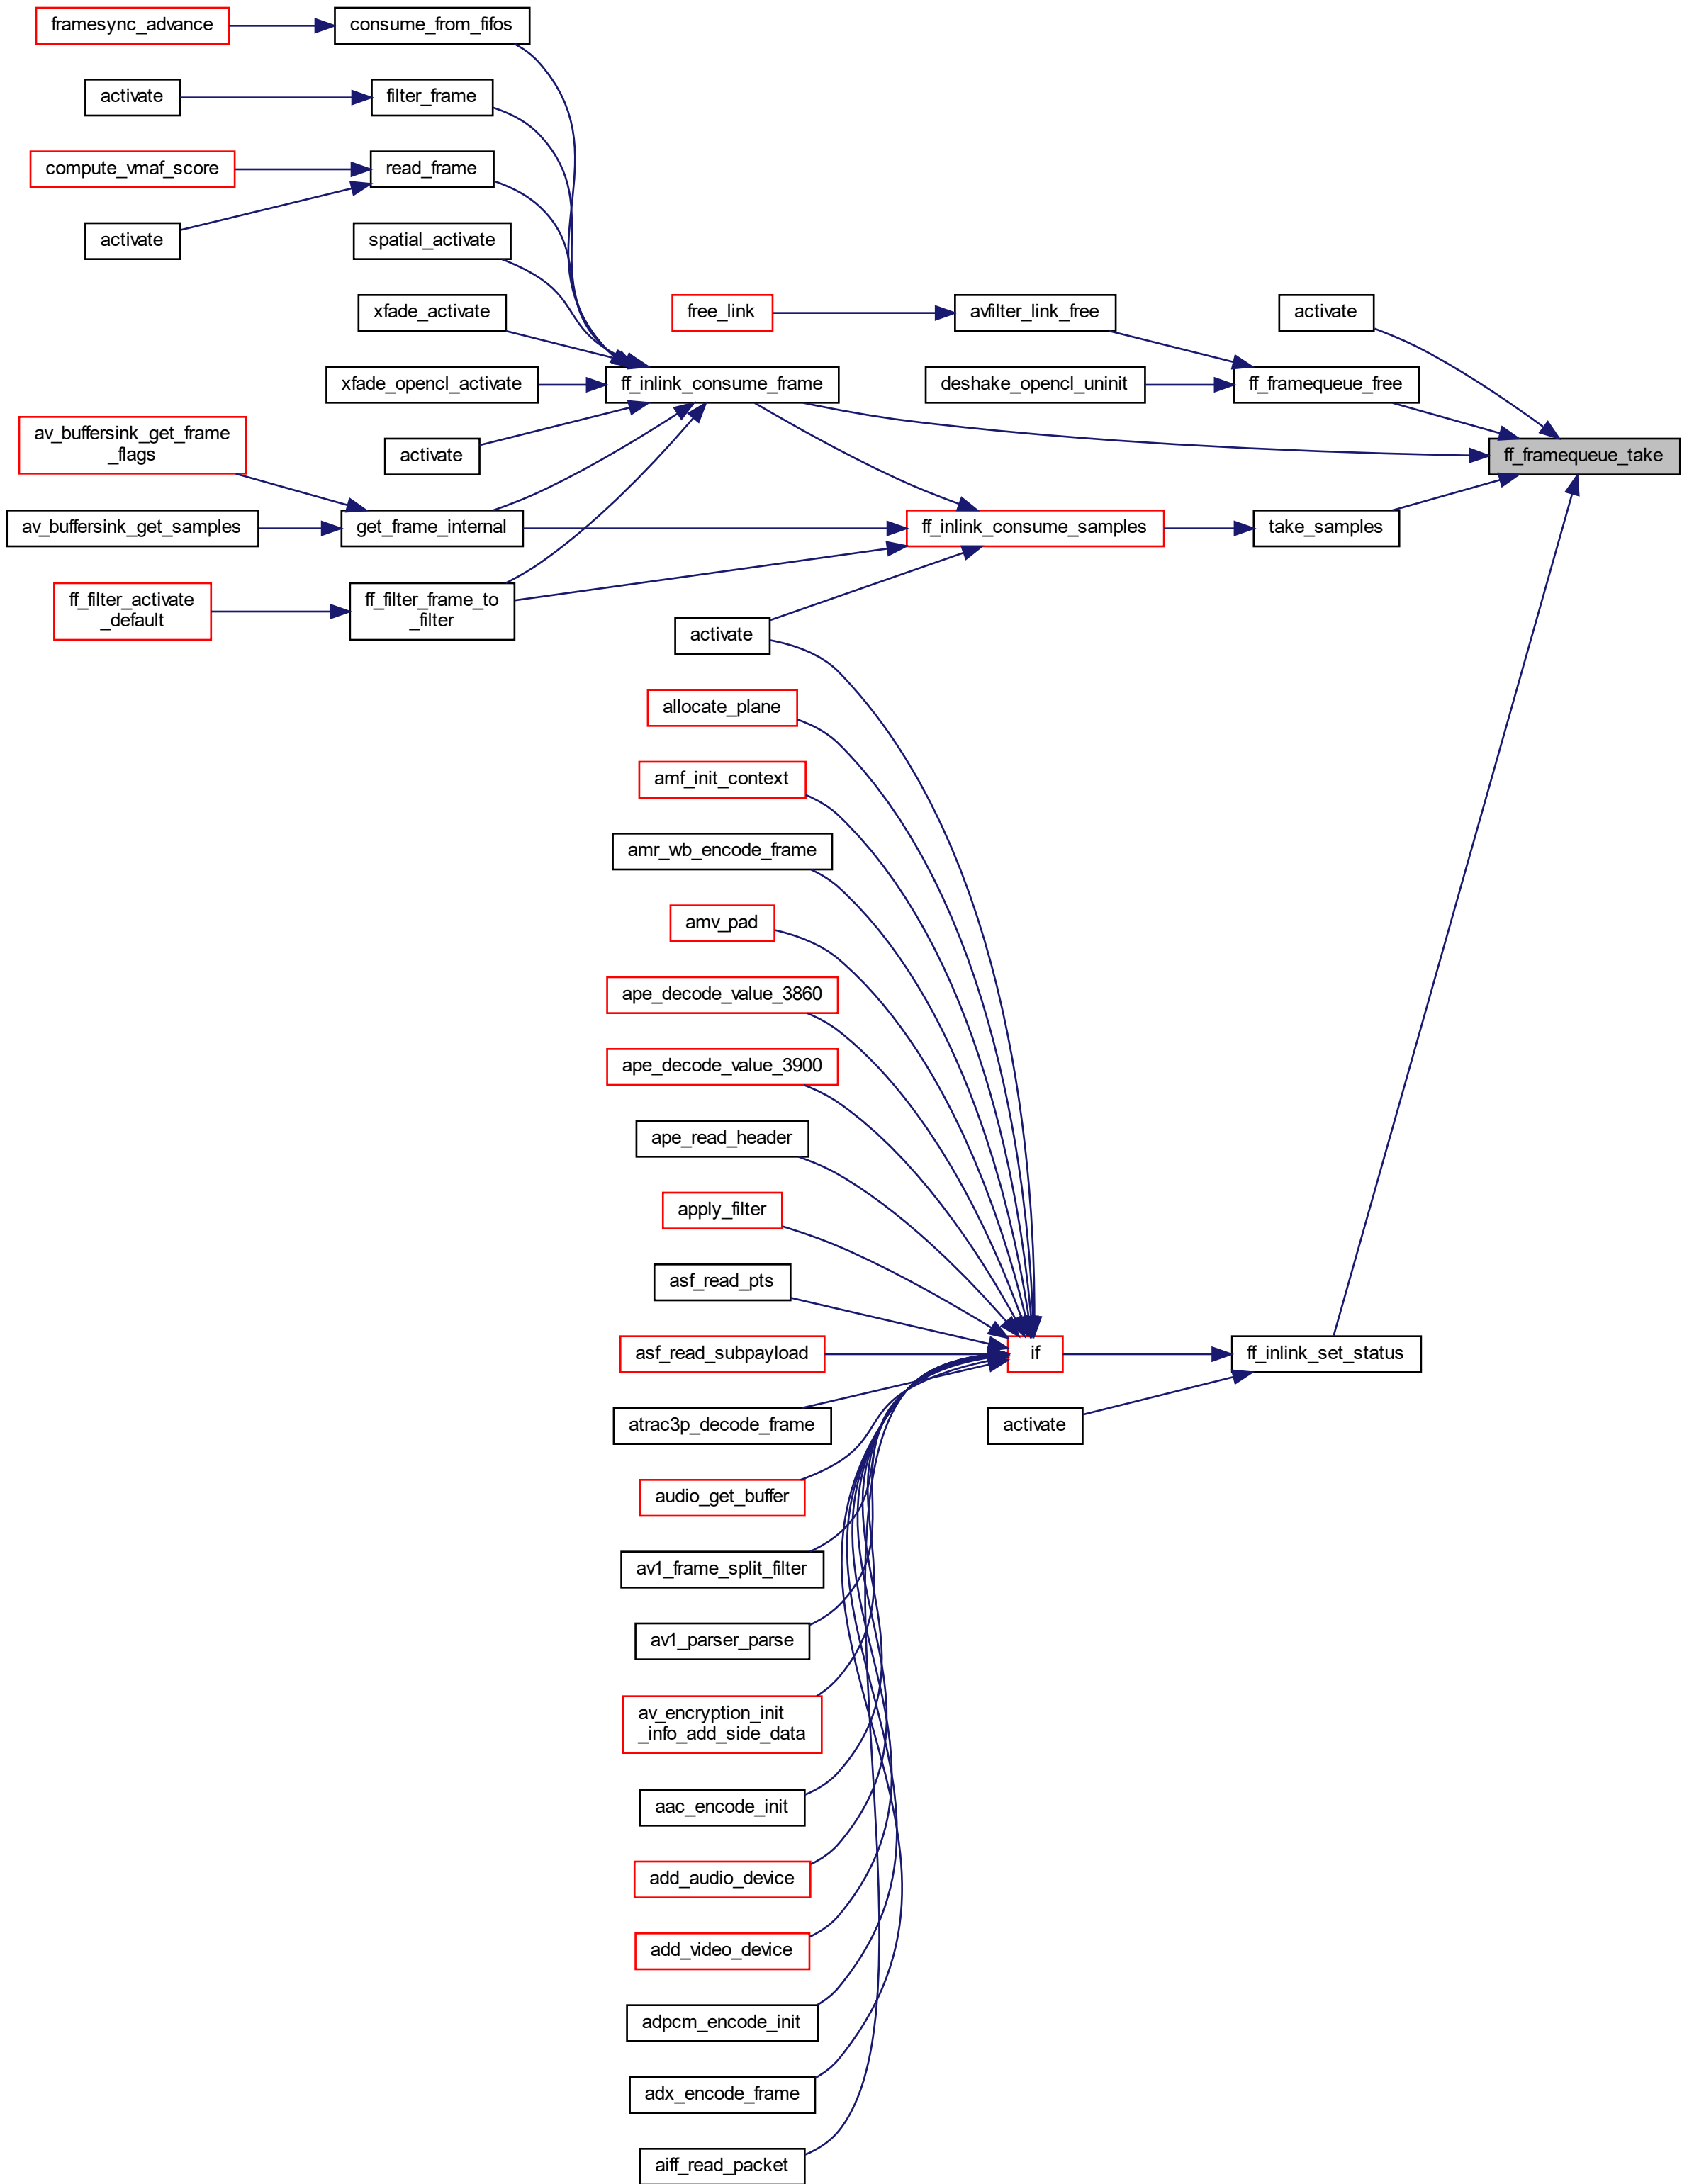 framesync_advance
consume_from_fifos
activate
filter_frame
compute_vmaf_score
read_frame
activate
spatial_activate
xfade_activate
free_link
avfilter_link_free
activate
xfade_opencl_activate
ff_inlink_consume_frame
deshake_opencl_uninit
ff_framequeue_free
av_buffersink_get_frame
_flags
activate
ff_framequeue_take
av_buffersink_get_samples
get_frame_internal
ff_inlink_consume_samples
take_samples
ff_filter_activate
_default
ff_filter_frame_to
_filter
activate
allocate_plane
amf_init_context
amr_wb_encode_frame
amv_pad
ape_decode_value_3860
ape_decode_value_3900
ape_read_header
apply_filter
asf_read_pts
asf_read_subpayload
if
ff_inlink_set_status
atrac3p_decode_frame
activate
audio_get_buffer
av1_frame_split_filter
av1_parser_parse
av_encryption_init
_info_add_side_data
aac_encode_init
add_audio_device
add_video_device
adpcm_encode_init
adx_encode_frame
aiff_read_packet